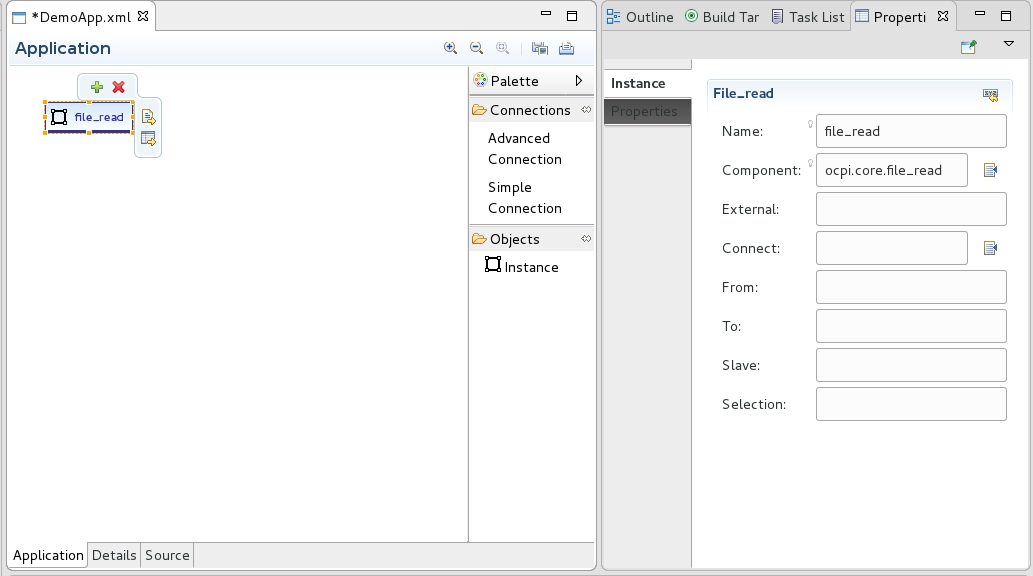 *DemoApp.xml
Application
file_read
Palette
Connections
Advanced
Connection
Simple
Connection
Objects
Instance
Application Details Source
Outline Build Tar Task List Properti
Instance
Properties
File_read
Name: file_read
Component: ocpi.core.file_read
External:
Connect:
From:
To:
Slave:
Selection: